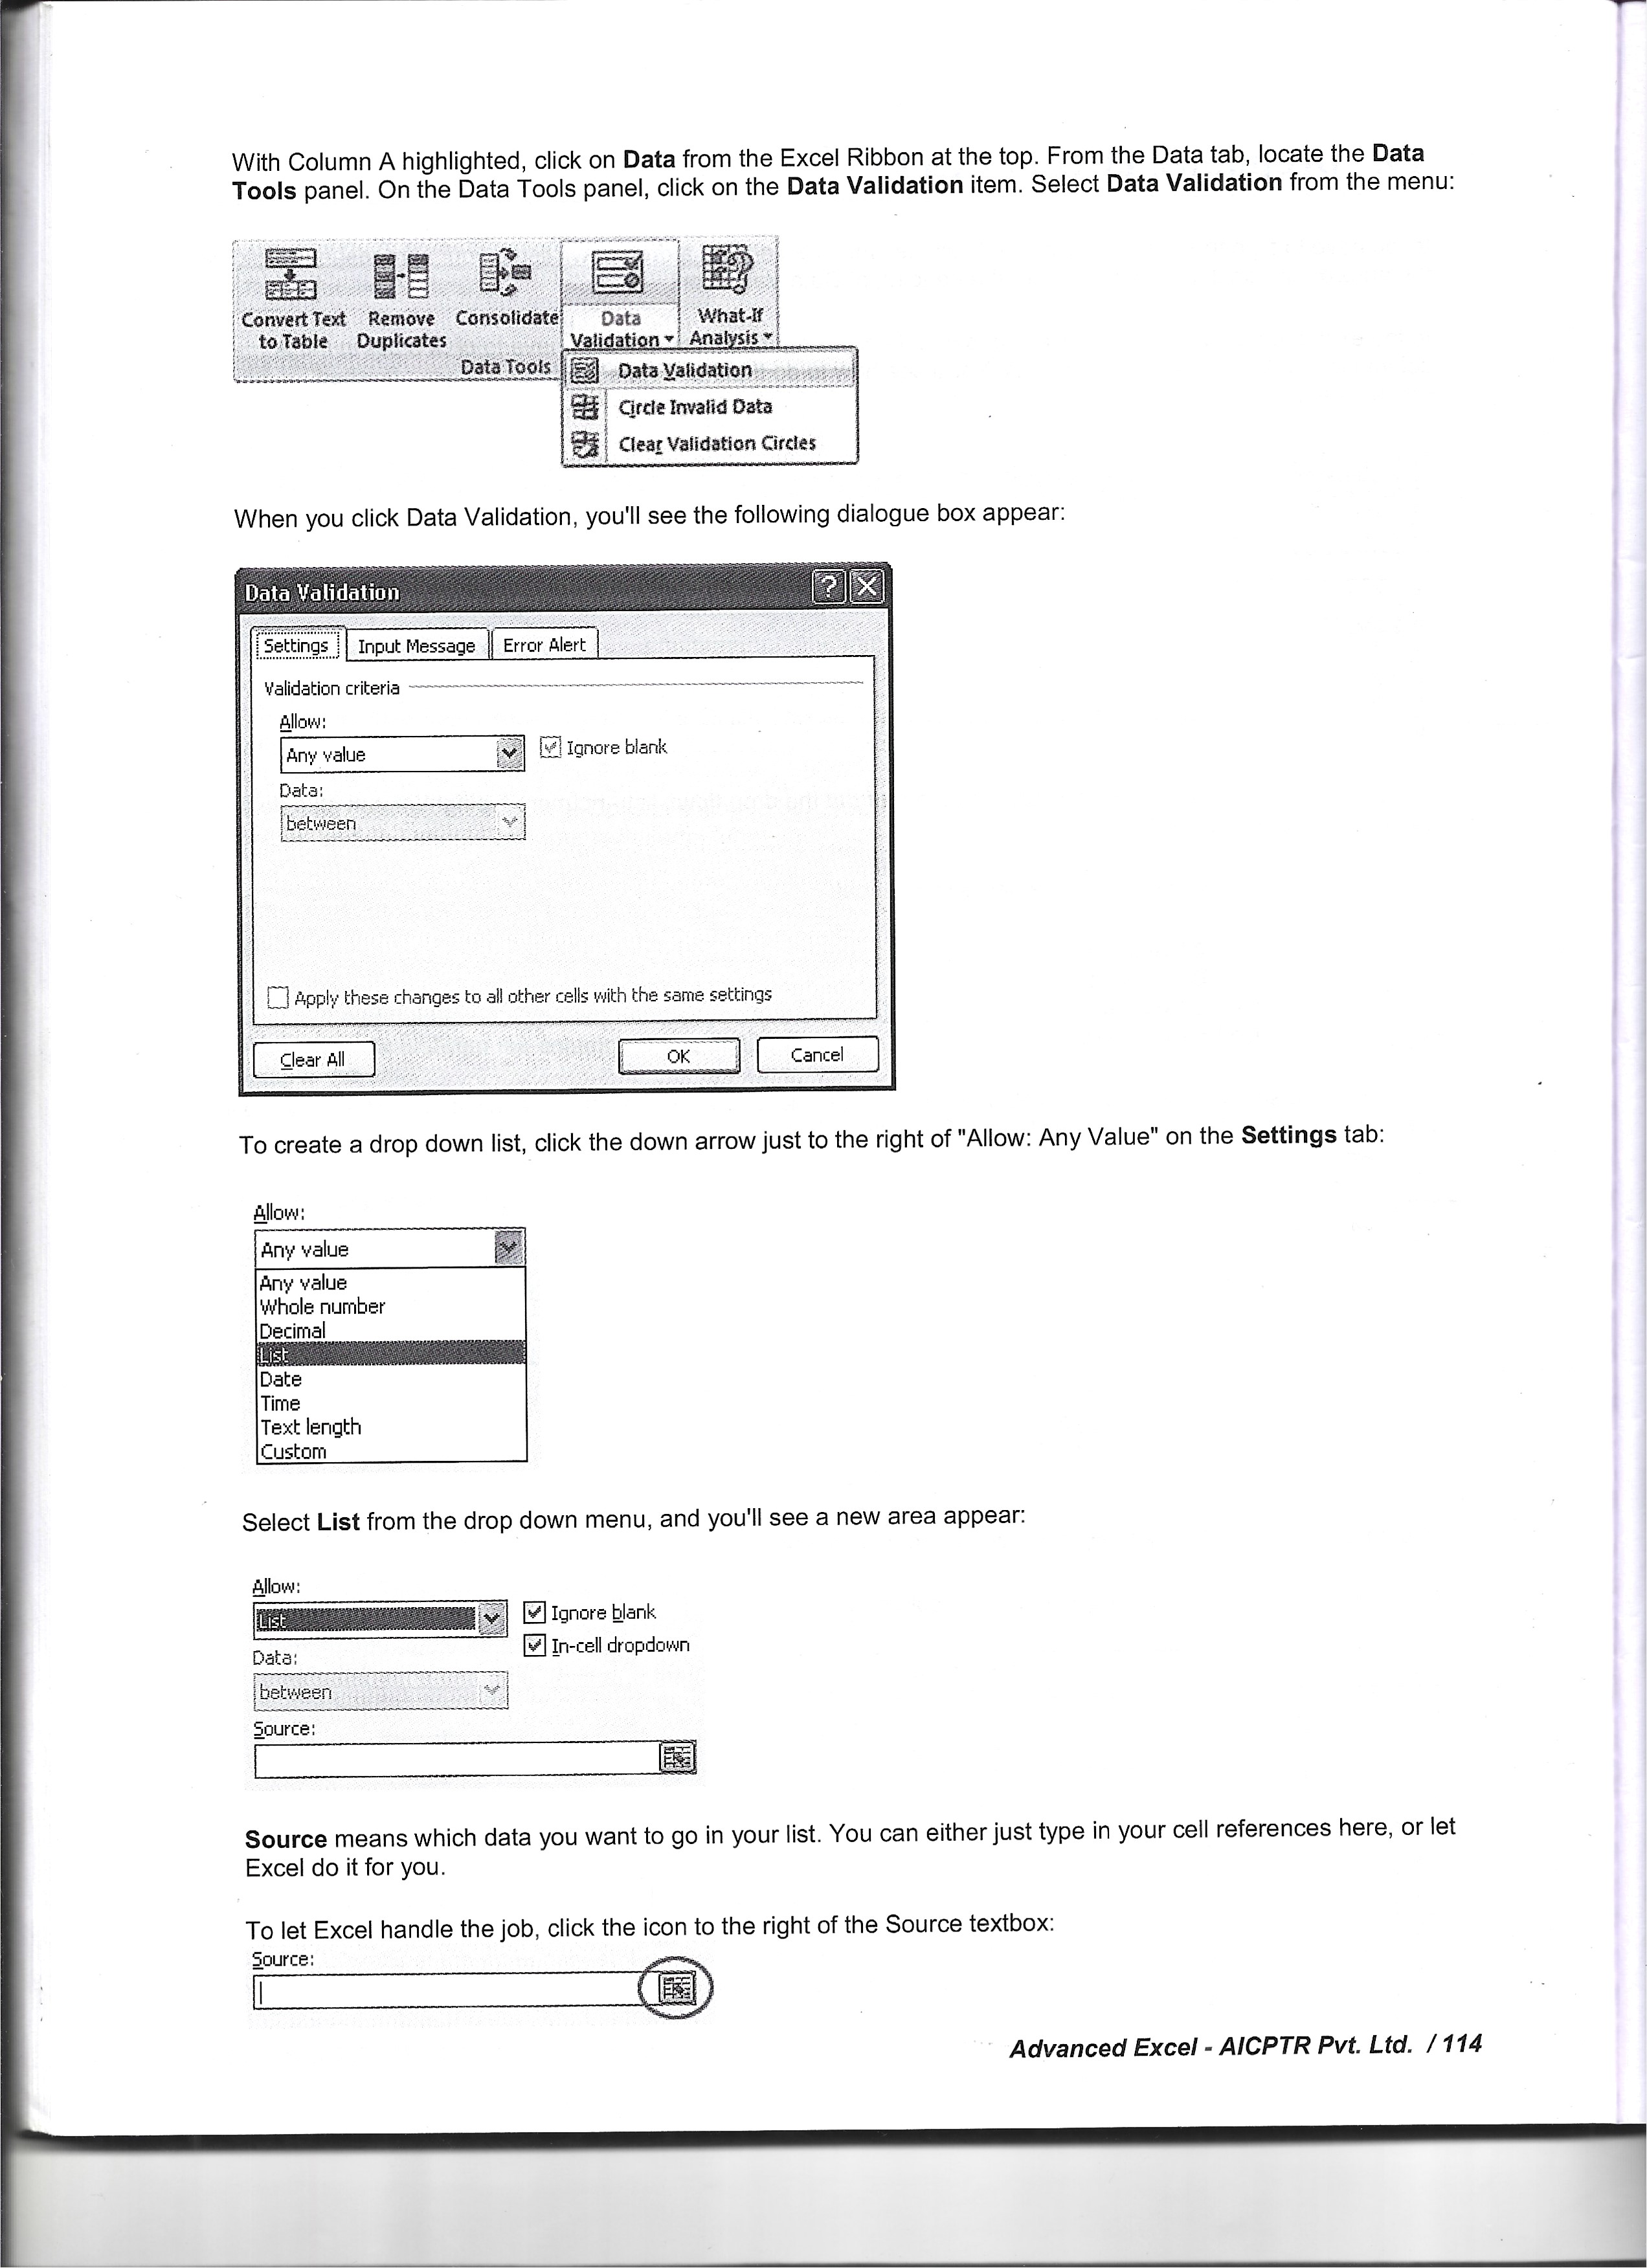 With Column A highlighted, click on Data from the Excel Ribbon at the top. From the Data tab, locate the Data
Tools panel. On the Data Tools panel, click on the Data Validation item. Select Data Validation from the menu:
Convert Text to Table
Remove Duplicates
Consolidate
Data Validation
What-If Analysis
Data Tools
Data Validation
Circle Invalid Data
Clear Validation Circles
When you click Data Validation, you'll see the following dialogue box appear:
Data Validation
Settings Input Message Error Alert
Validation criteria
Allow:
Any value Ignore blank
Data:
between
Apply these changes to all other cells with the same settings
Clear All OK Cancel
To create a drop down list, click the down arrow just to the right of "Allow: Any Value" on the Settings tab:
Allow:
Any value
Any value
Whole number
Decimal
List
Date
Time
Text length
Custom
Select List from the drop down menu, and you'll see a new area appear:
Allow:
List Ignore blank
In-cell dropdown
Data:
between
Source:
Source means which data you want to go in your list. You can either just type in your cell references here, or let
Excel do it for you.
To let Excel handle the job, click the icon to the right of the Source textbox:
Source:
Advanced Excel - AICPTR Pvt. Ltd. / 114